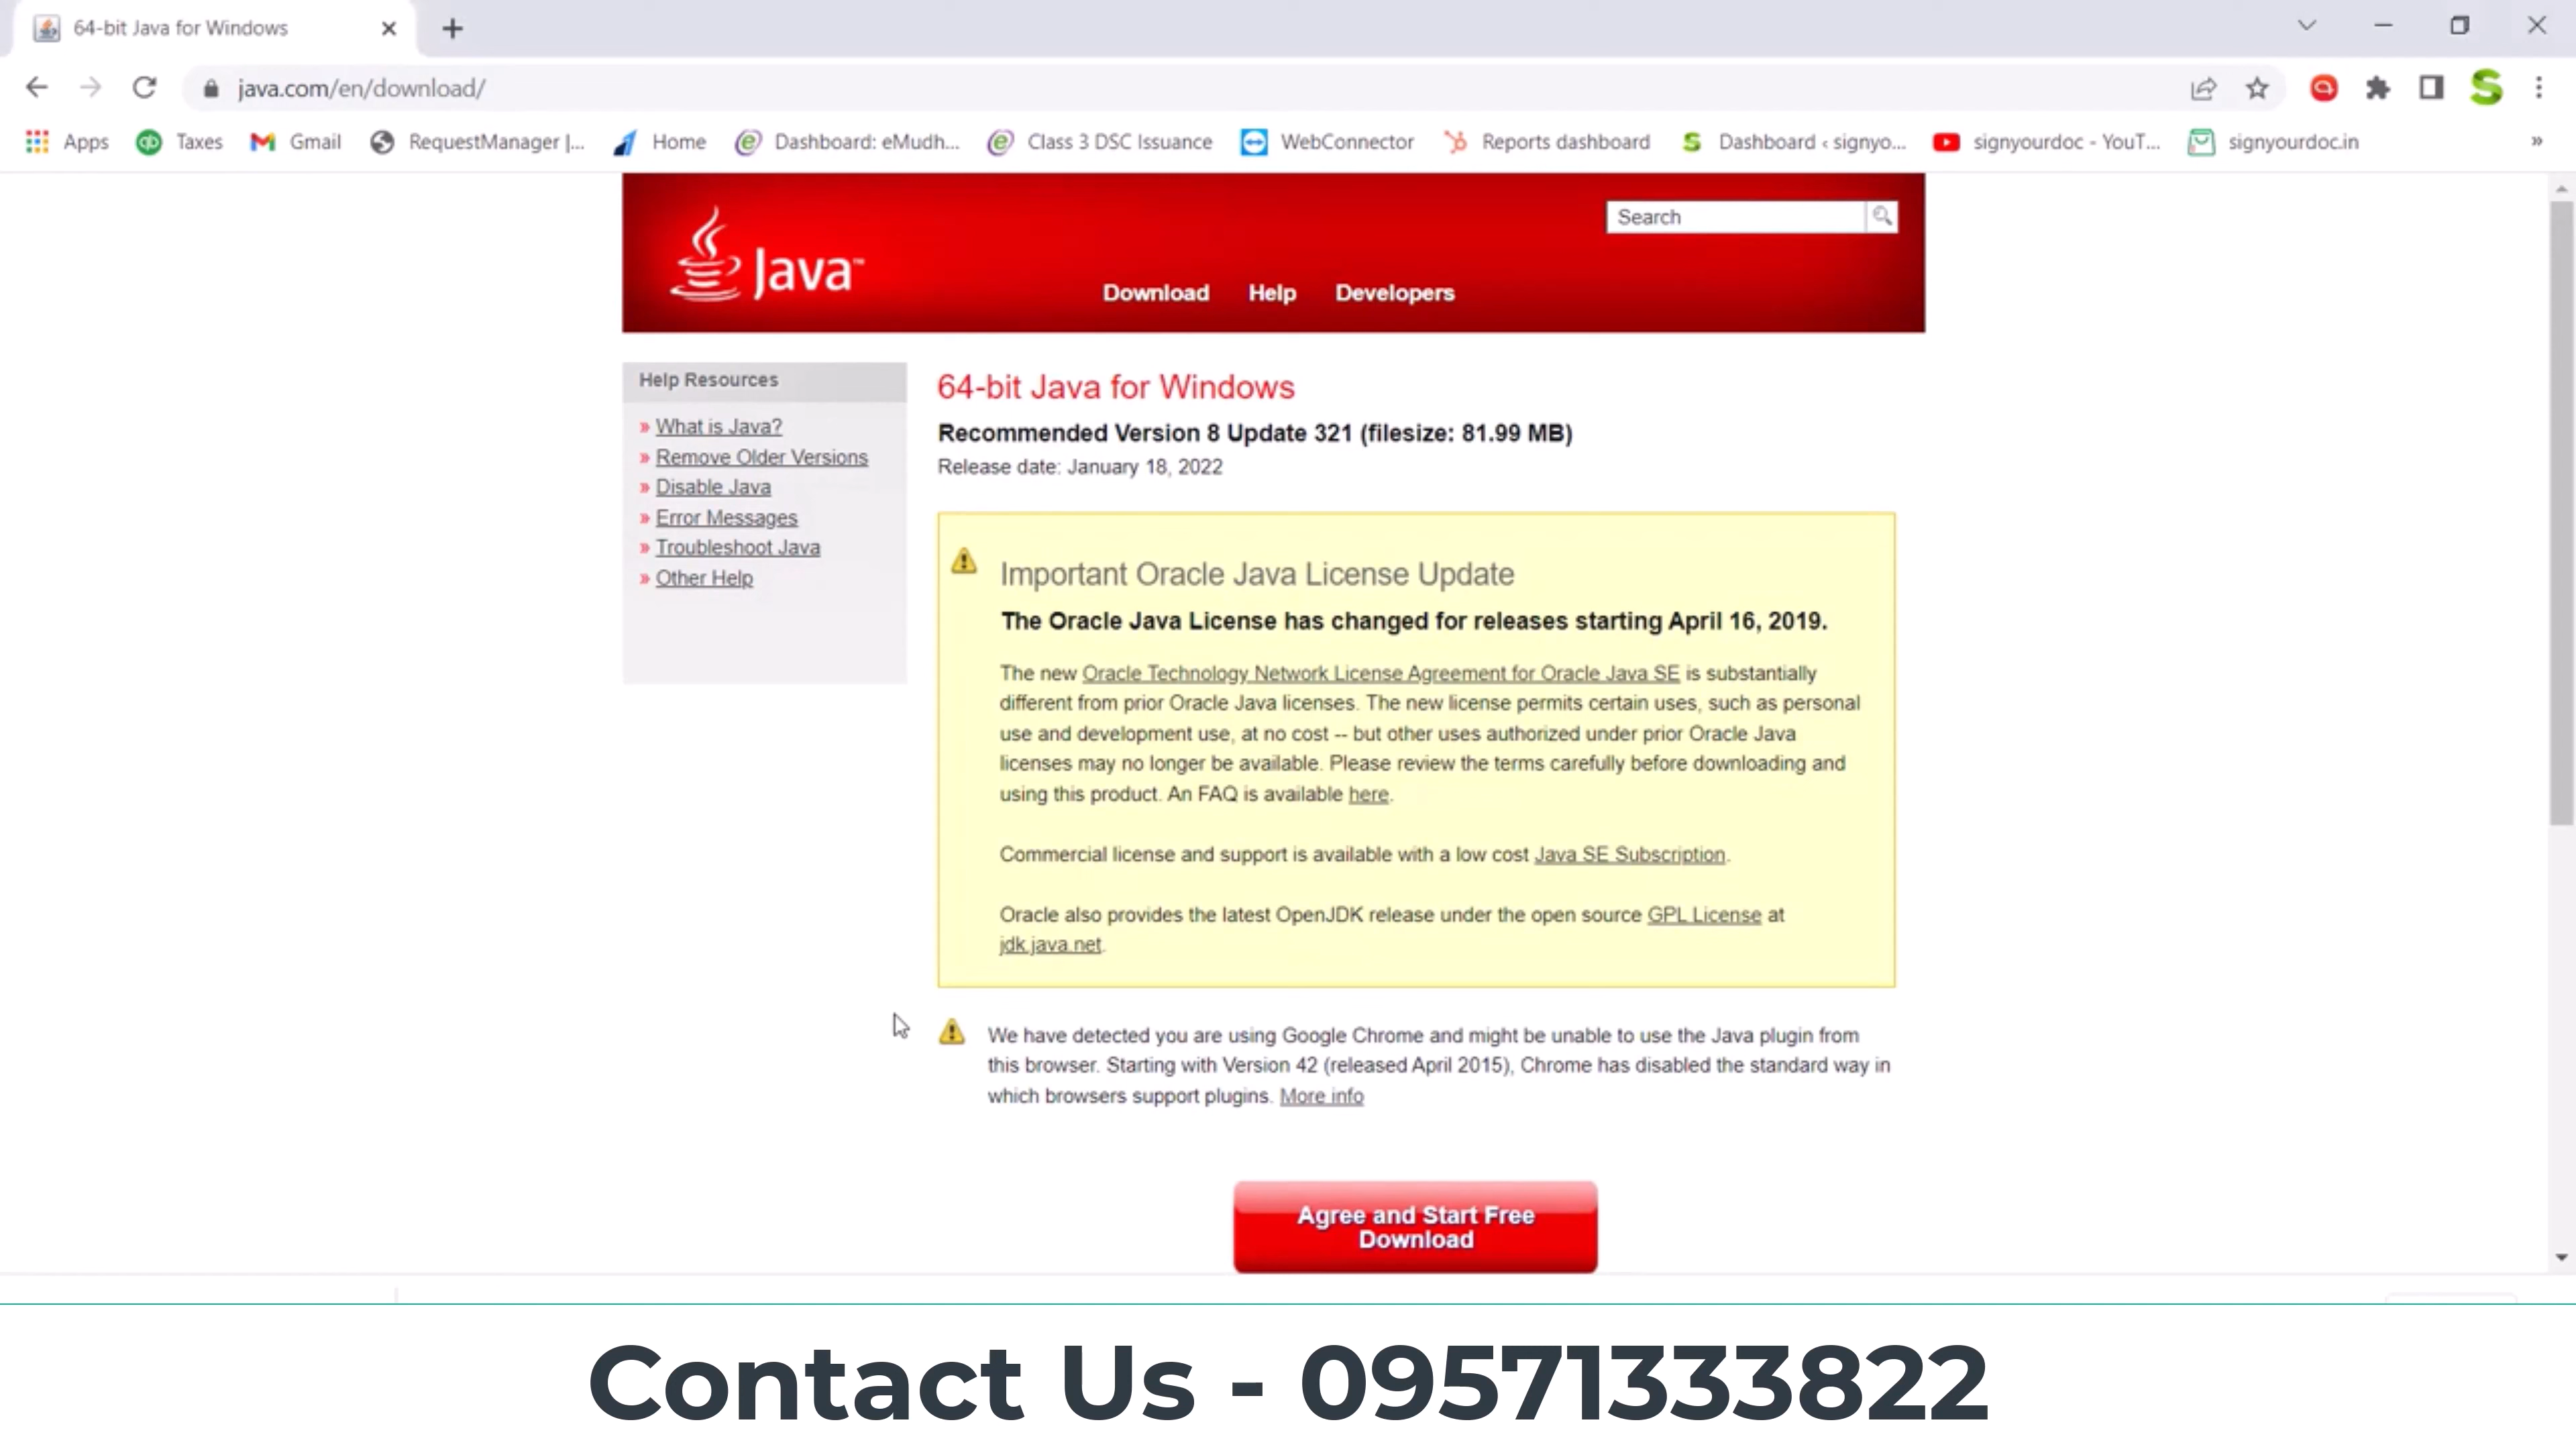 64-bit Java for Windows
java.com/en/download/
Apps Taxes Gmail RequestManager |... Home Dashboard: eMudh... Class 3 DSC Issuance WebConnector Reports dashboard Dashboard ‹ signyo... signyourdoc - YouT... signyourdoc.in »
Search
Java™
Download Help Developers
Help Resources
» What is Java?
» Remove Older Versions
» Disable Java
» Error Messages
» Troubleshoot Java
» Other Help
64-bit Java for Windows
Recommended Version 8 Update 321 (filesize: 81.99 MB)
Release date: January 18, 2022
Important Oracle Java License Update
The Oracle Java License has changed for releases starting April 16, 2019.
The new Oracle Technology Network License Agreement for Oracle Java SE is substantially
different from prior Oracle Java licenses. The new license permits certain uses, such as personal
use and development use, at no cost -- but other uses authorized under prior Oracle Java
licenses may no longer be available. Please review the terms carefully before downloading and
using this product. An FAQ is available here.
Commercial license and support is available with a low cost Java SE Subscription.
Oracle also provides the latest OpenJDK release under the open source GPL License at
jdk.java.net.
We have detected you are using Google Chrome and might be unable to use the Java plugin from
this browser. Starting with Version 42 (released April 2015), Chrome has disabled the standard way in
which browsers support plugins. More info
Agree and Start Free
Download
Contact Us - 09571333822